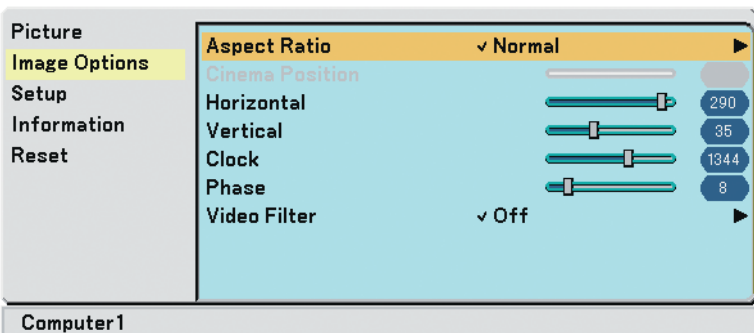 Picture
Image Options
Setup
Information
Reset
Aspect Ratio ✓ Normal ▶
Cinema Position
Horizontal 290
Vertical 35
Clock 1344
Phase 8
Video Filter ✓ Off ▶
Computer1